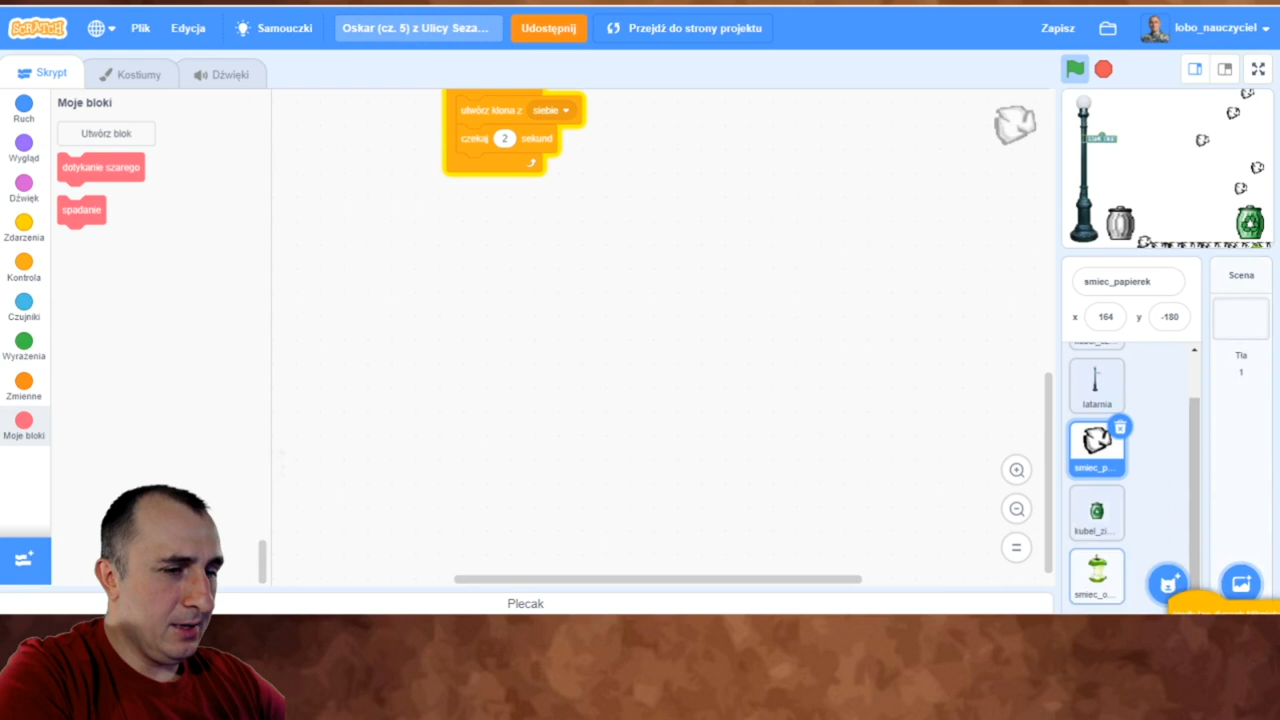 SCRATCH
Plik
Edycja
Samouczki
Oskar (cz. 5) z Ulicy Seza...
Udostępnij
Przejdź do strony projektu
Zapisz
lobo_nauczyciel
Skrypt
Kostiumy
Dźwięki
Ruch
Wygląd
Dźwięk
Zdarzenia
Kontrola
Czujniki
Wyrażenia
Zmienne
Moje bloki
Moje bloki
Utwórz blok
dotykanie szarego
spadanie
utwórz klona z siebie
czekaj 2 sekund
smiec_papierek
x 164 y -180
latarnia
smiec_p...
kubel_zi...
smiec_o...
Scena
Tła
1
Plecak